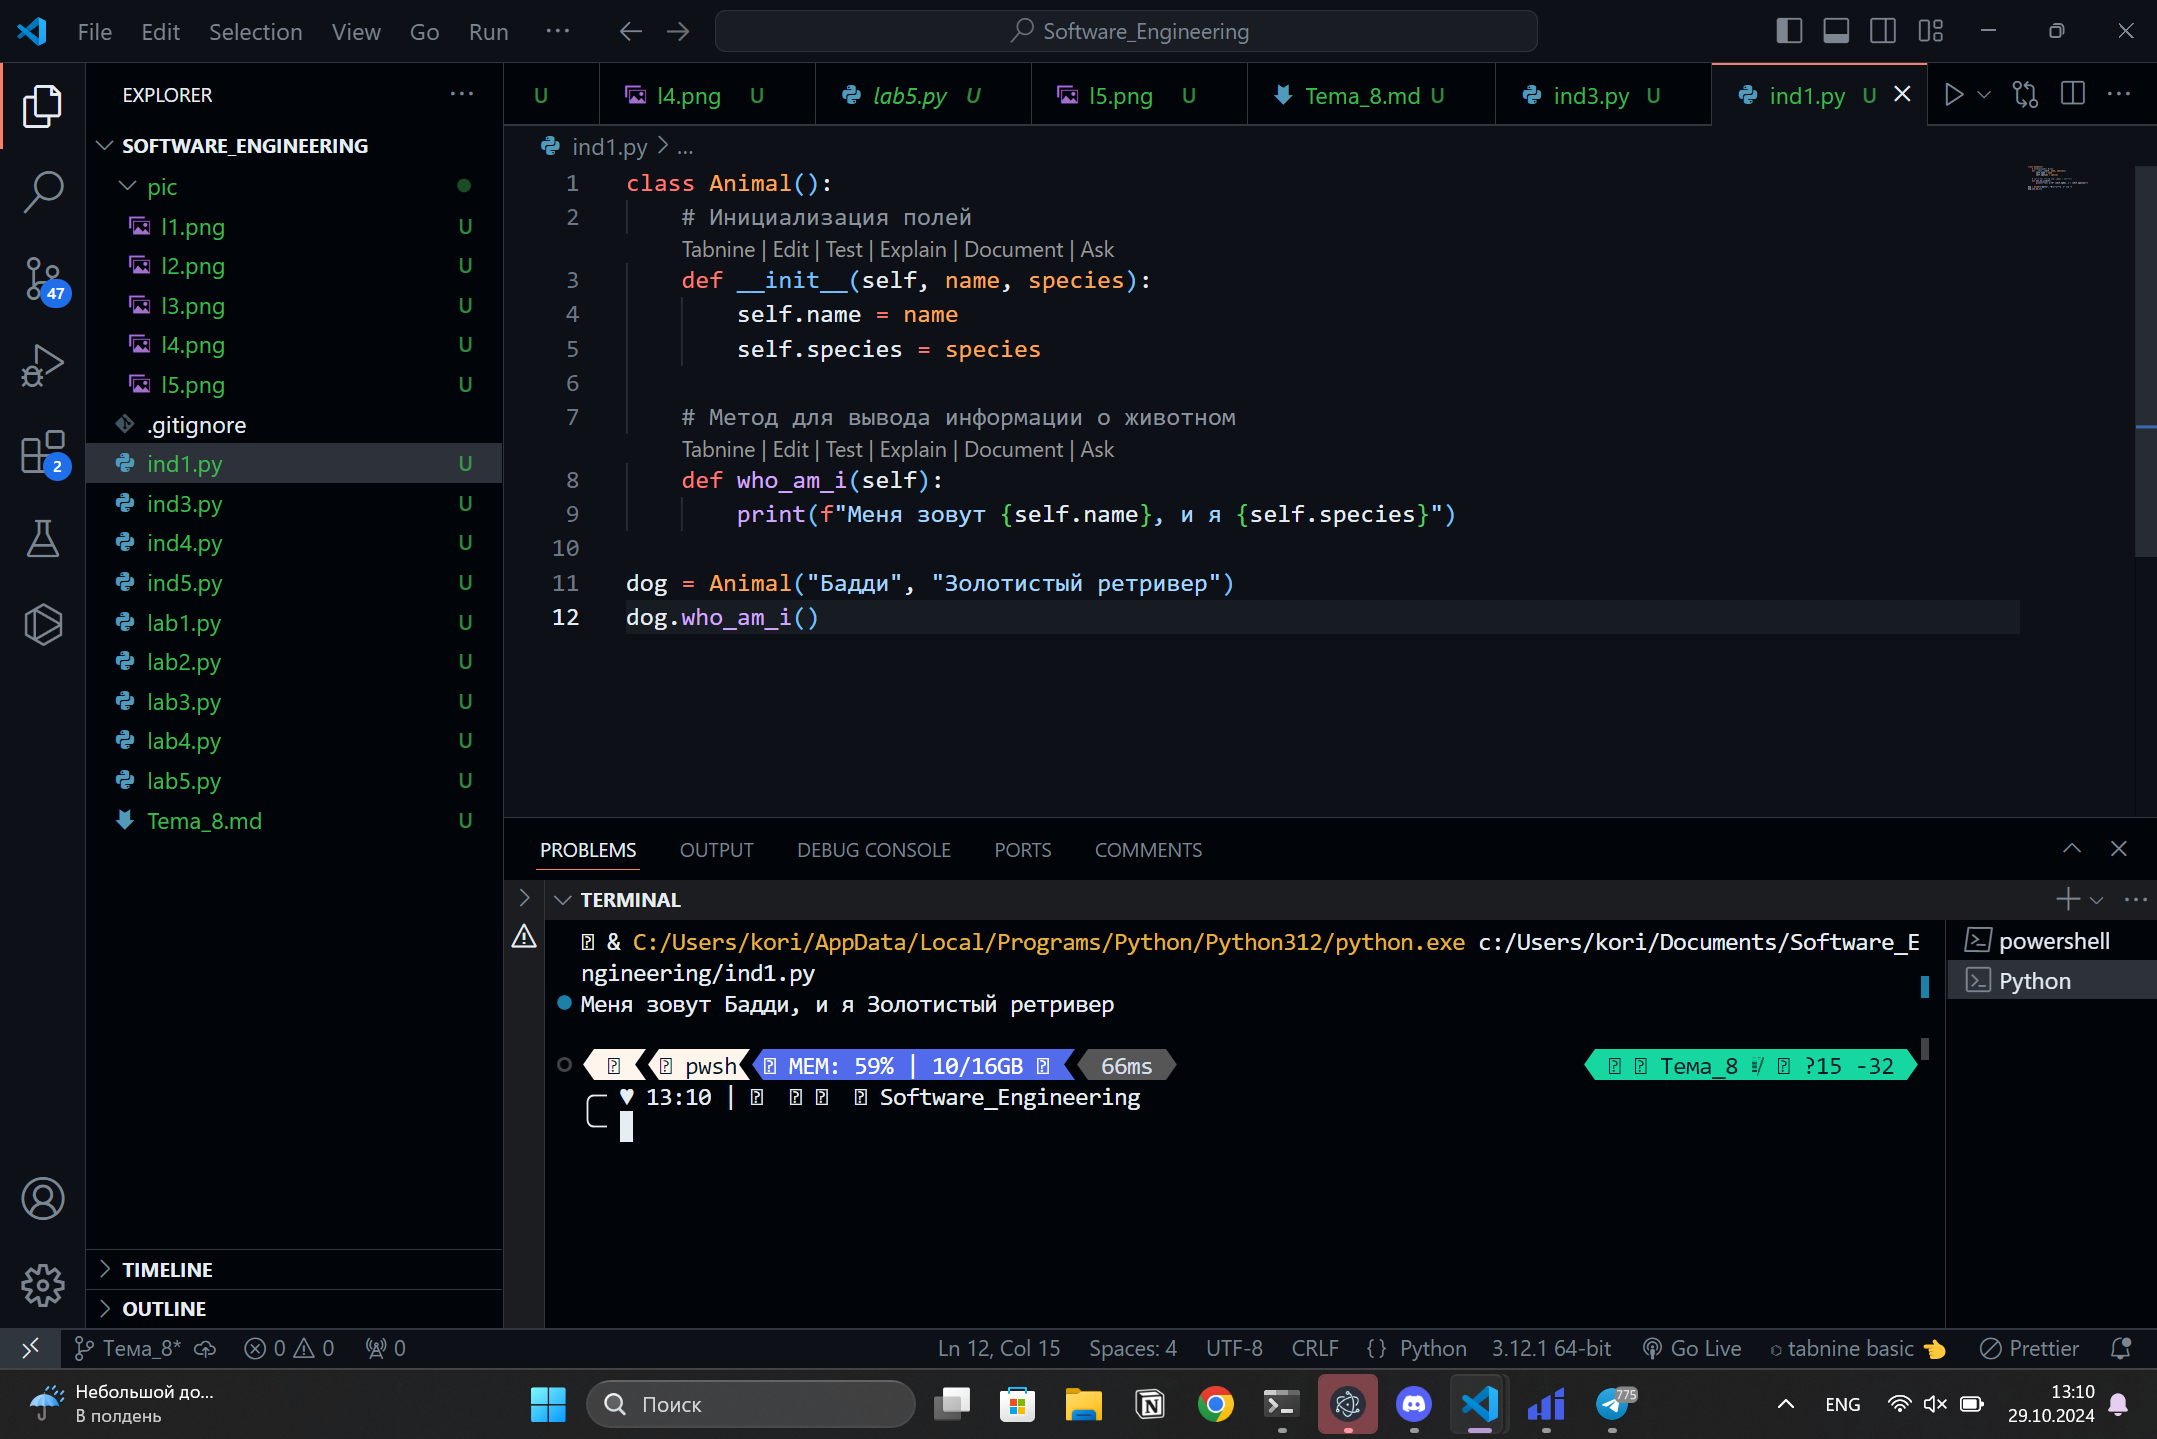 File Edit Selection View Go Run ··· Software_Engineering
EXPLORER
SOFTWARE_ENGINEERING
pic
l1.png U
l2.png U
l3.png U
l4.png U
l5.png U
.gitignore
ind1.py U
ind3.py U
ind4.py U
ind5.py U
lab1.py U
lab2.py U
lab3.py U
lab4.py U
lab5.py U
Tema_8.md U
TIMELINE
OUTLINE
47
2
U l4.png U lab5.py U l5.png U Tema_8.md U ind3.py U ind1.py U
ind1.py > ...
1 class Animal():
2 # Инициализация полей
Tabnine | Edit | Test | Explain | Document | Ask
3 def __init__(self, name, species):
4 self.name = name
5 self.species = species
6
7 # Метод для вывода информации о животном
Tabnine | Edit | Test | Explain | Document | Ask
8 def who_am_i(self):
9 print(f"Меня зовут {self.name}, и я {self.species}")
10
11 dog = Animal("Бадди", "Золотистый ретривер")
12 dog.who_am_i()
PROBLEMS OUTPUT DEBUG CONSOLE PORTS COMMENTS
TERMINAL
& C:/Users/kori/AppData/Local/Programs/Python/Python312/python.exe c:/Users/kori/Documents/Software_E
ngineering/ind1.py
Меня зовут Бадди, и я Золотистый ретривер
pwsh MEM: 59% | 10/16GB 66ms Тема_8 ?15 -32
♥ 13:10 | Software_Engineering
powershell
Python
Тема_8* 0 0 0 Ln 12, Col 15 Spaces: 4 UTF-8 CRLF {} Python 3.12.1 64-bit Go Live tabnine basic Prettier
Небольшой до...
В полдень
Поиск
775
ENG
13:10
29.10.2024